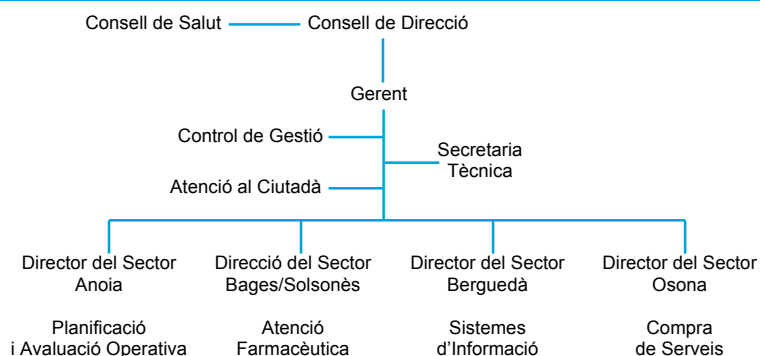 Consell de Salut
Consell de Direcció
Gerent
Control de Gestió
Secretaria
Tècnica
Atenció al Ciutadà
Director del Sector
Anoia
Direcció del Sector
Bages/Solsonès
Director del Sector
Berguedà
Director del Sector
Osona
Planificació
i Avaluació Operativa
Atenció
Farmacèutica
Sistemes
d'Informació
Compra
de Serveis